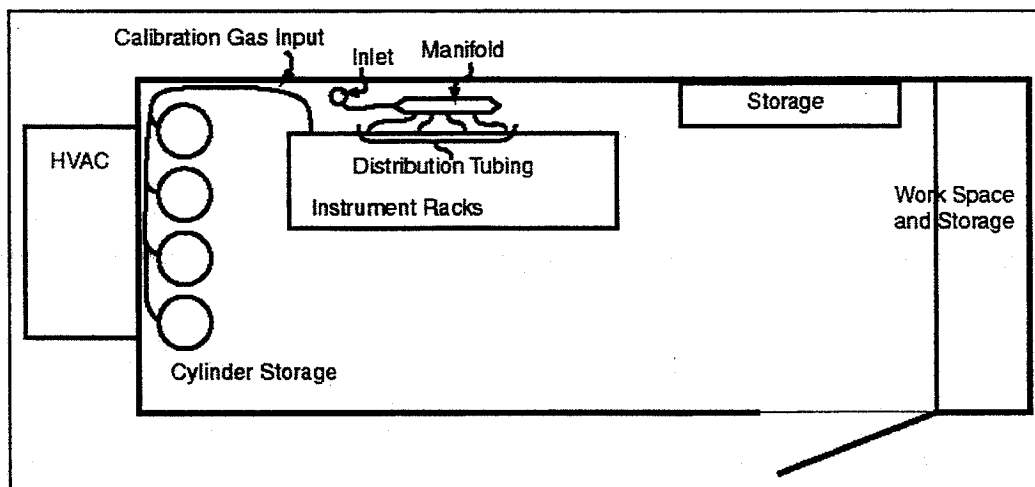 Calibration Gas Input
Inlet
Manifold
Storage
HVAC
Distribution Tubing
Instrument Racks
Work Space
and Storage
Cylinder Storage